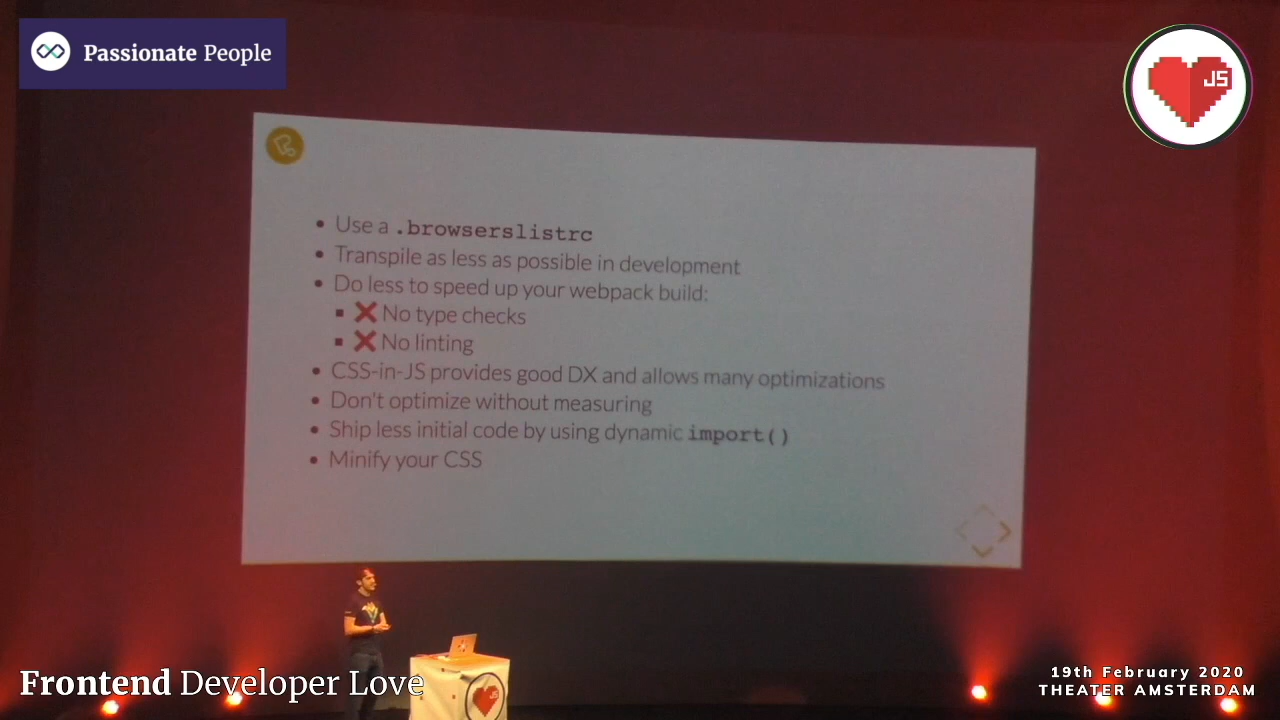 Passionate People
JS
Use a .browserslistrc
Transpile as less as possible in development
Do less to speed up your webpack build:
❌ No type checks
❌ No linting
CSS-in-JS provides good DX and allows many optimizations
Don't optimize without measuring
Ship less initial code by using dynamic import()
Minify your CSS
JS
Frontend Developer Love
19th February 2020
THEATER AMSTERDAM